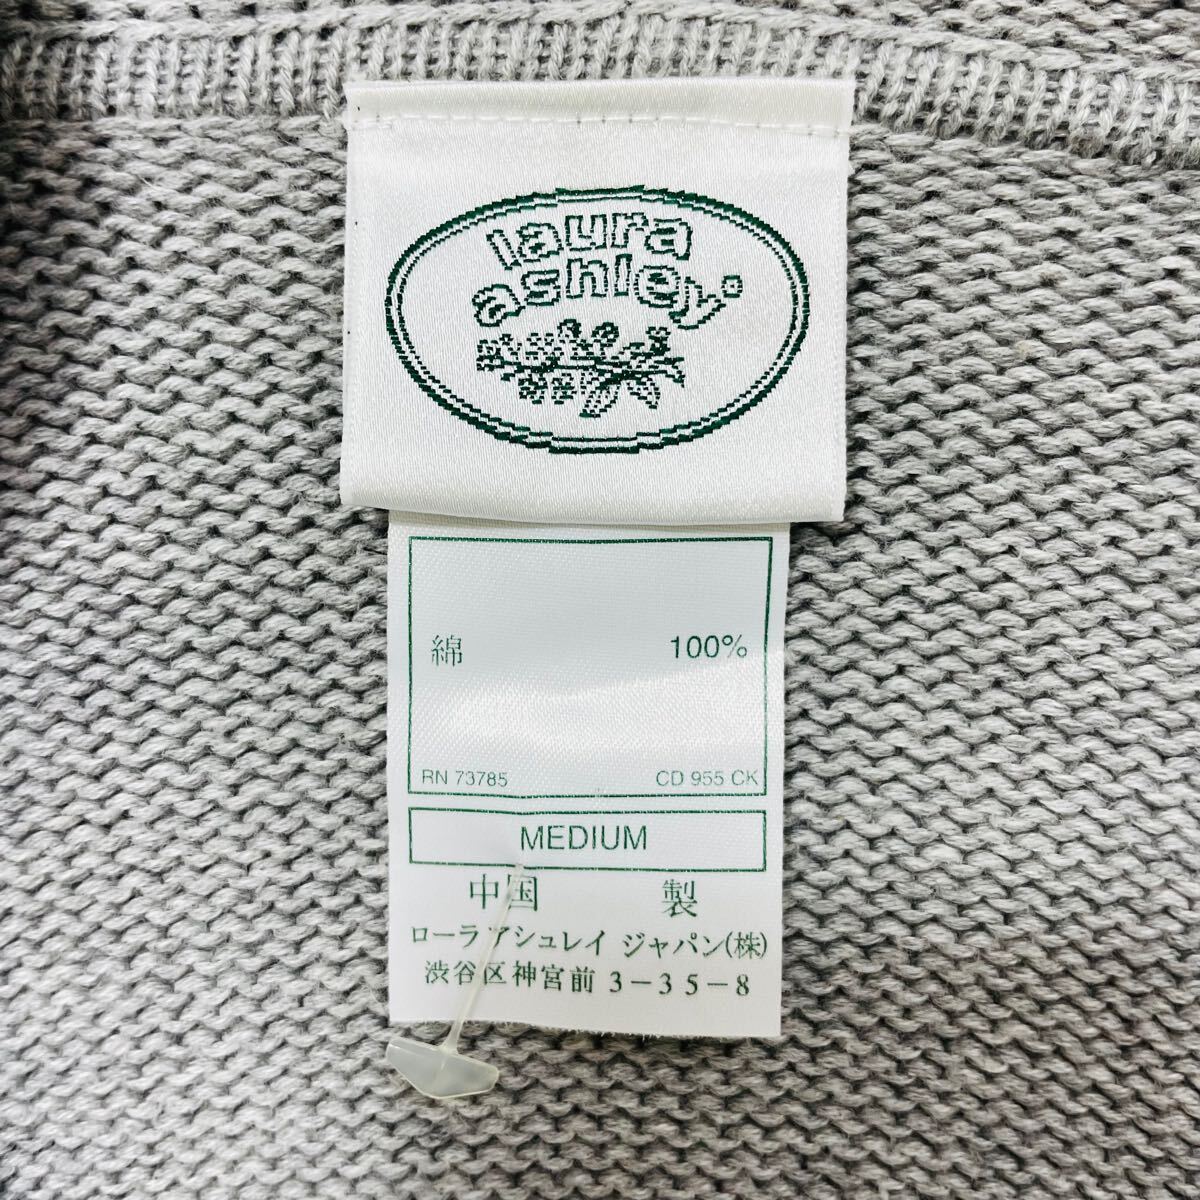 laura
ashley
綿 100%
RN 73785 CD 955 CK
MEDIUM
中国 製
ローラアシュレイ ジャパン(株)
渋谷区神宮前 3-35-8